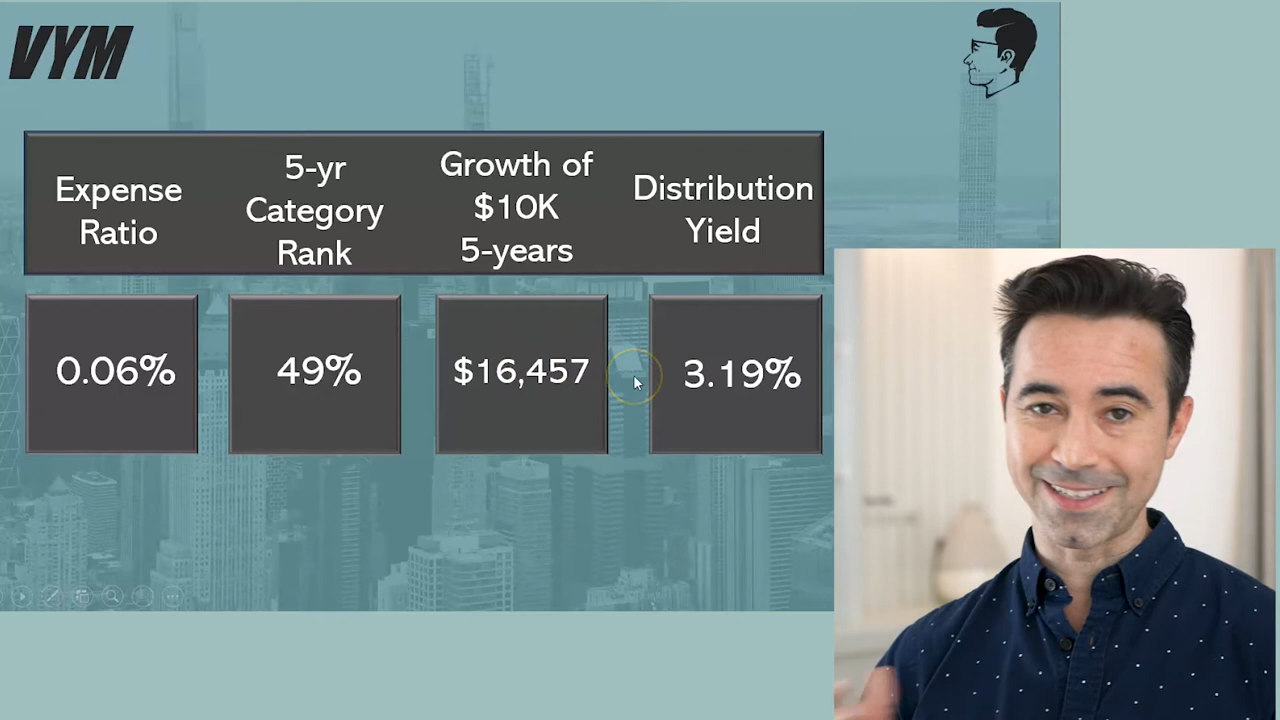 VYM
Expense
Ratio
5-yr
Category
Rank
Growth of
$10K
5-years
Distribution
Yield
0.06%
49%
$16,457
3.19%